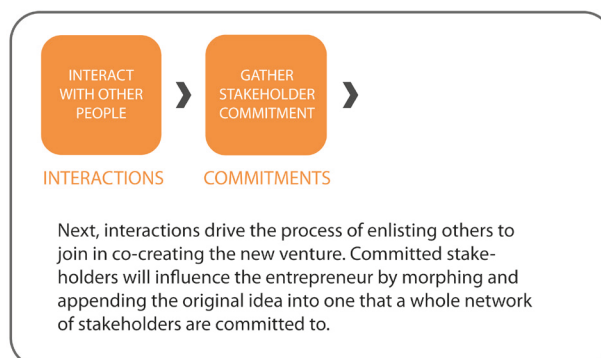 INTERACT
WITH OTHER
PEOPLE
GATHER
STAKEHOLDER
COMMITMENT
INTERACTIONS
COMMITMENTS
Next, interactions drive the process of enlisting others to
join in co-creating the new venture. Committed stake-
holders will influence the entrepreneur by morphing and
appending the original idea into one that a whole network
of stakeholders are committed to.